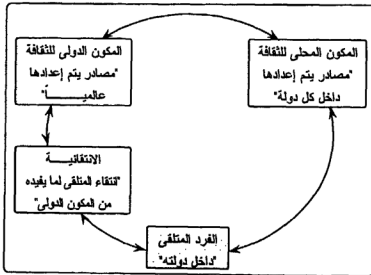 المكون المحلى للثقافة
"مصادر يتم إعدادها
داخل كل دولة"
المكون الدولى للثقافة
"مصادر يتم إعدادها
عالميـــــــاً"
الانتقائيـــة
"انتقاء المتلقى لما يفيده
من المكون الدولى"
الفرد المتلقى
"داخل دولته"